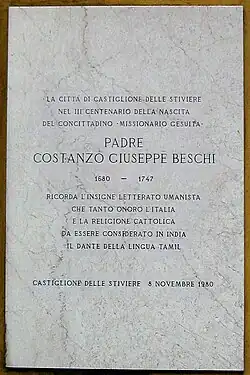 LA CITTÀ DI CASTIGLIONE DELLE STIVIERE
NEL III CENTENARIO DELLA NASCITA
DEL CONCITTADINO -MISSIONARIO GESUITA-
PADRE
COSTANZO GIUSEPPE BESCHI
1680 – 1747
RICORDA L'INSIGNE LETTERATO UMANISTA
CHE TANTO ONORÒ L'ITALIA
E LA RELIGIONE CATTOLICA
DA ESSERE CONSIDERATO IN INDIA
IL DANTE DELLA LINGUA TAMIL
CASTIGLIONE DELLE STIVIERE 8 NOVEMBRE 1980